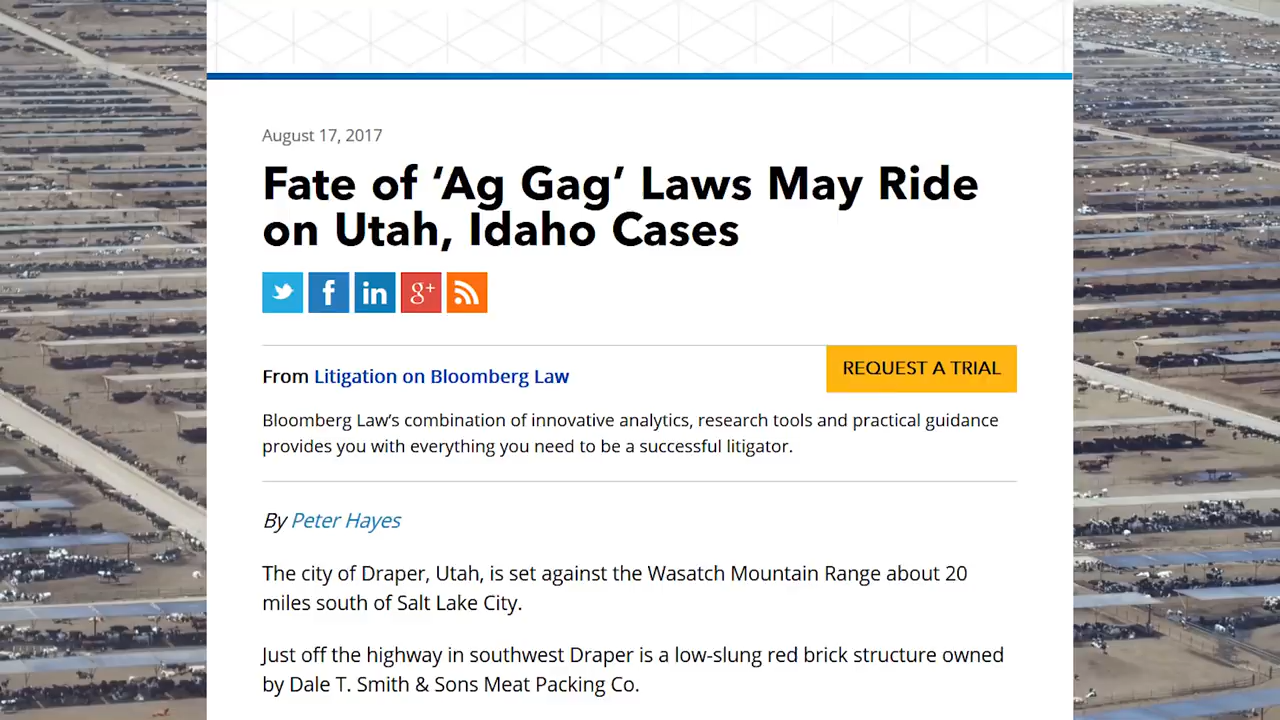 August 17, 2017
Fate of ‘Ag Gag’ Laws May Ride
on Utah, Idaho Cases
f in g+
From Litigation on Bloomberg Law
REQUEST A TRIAL
Bloomberg Law’s combination of innovative analytics, research tools and practical guidance
provides you with everything you need to be a successful litigator.
By Peter Hayes
The city of Draper, Utah, is set against the Wasatch Mountain Range about 20
miles south of Salt Lake City.
Just off the highway in southwest Draper is a low-slung red brick structure owned
by Dale T. Smith & Sons Meat Packing Co.